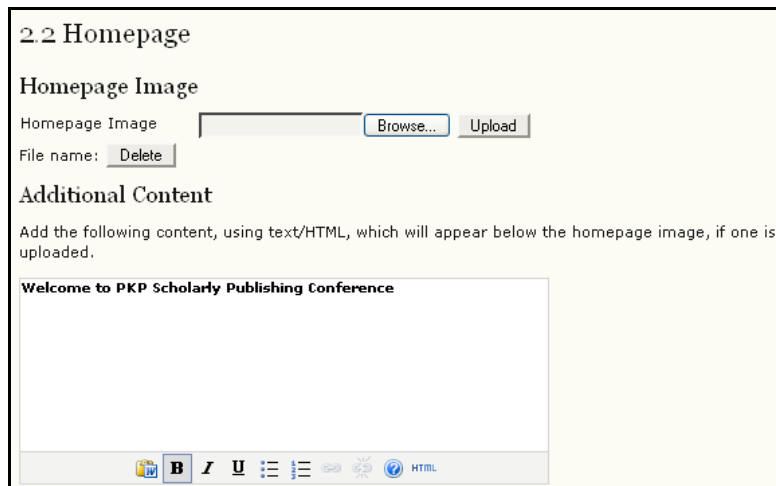 2.2 Homepage
Homepage Image
Homepage Image Browse... Upload
File name: Delete
Additional Content
Add the following content, using text/HTML, which will appear below the homepage image, if one is
uploaded.
Welcome to PKP Scholarly Publishing Conference
B I U HTML